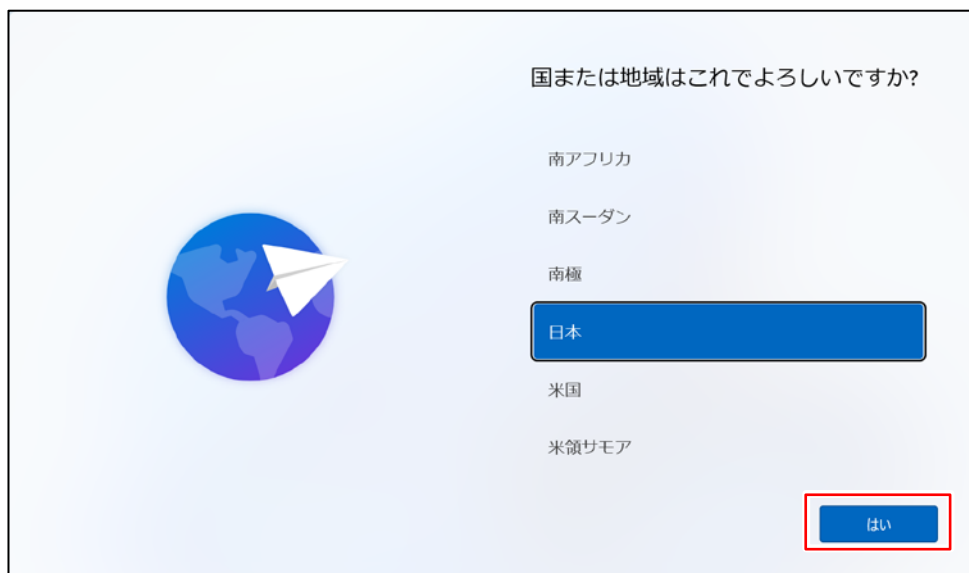 国または地域はこれでよろしいですか?
南アフリカ
南スーダン
南極
日本
米国
米領サモア
はい